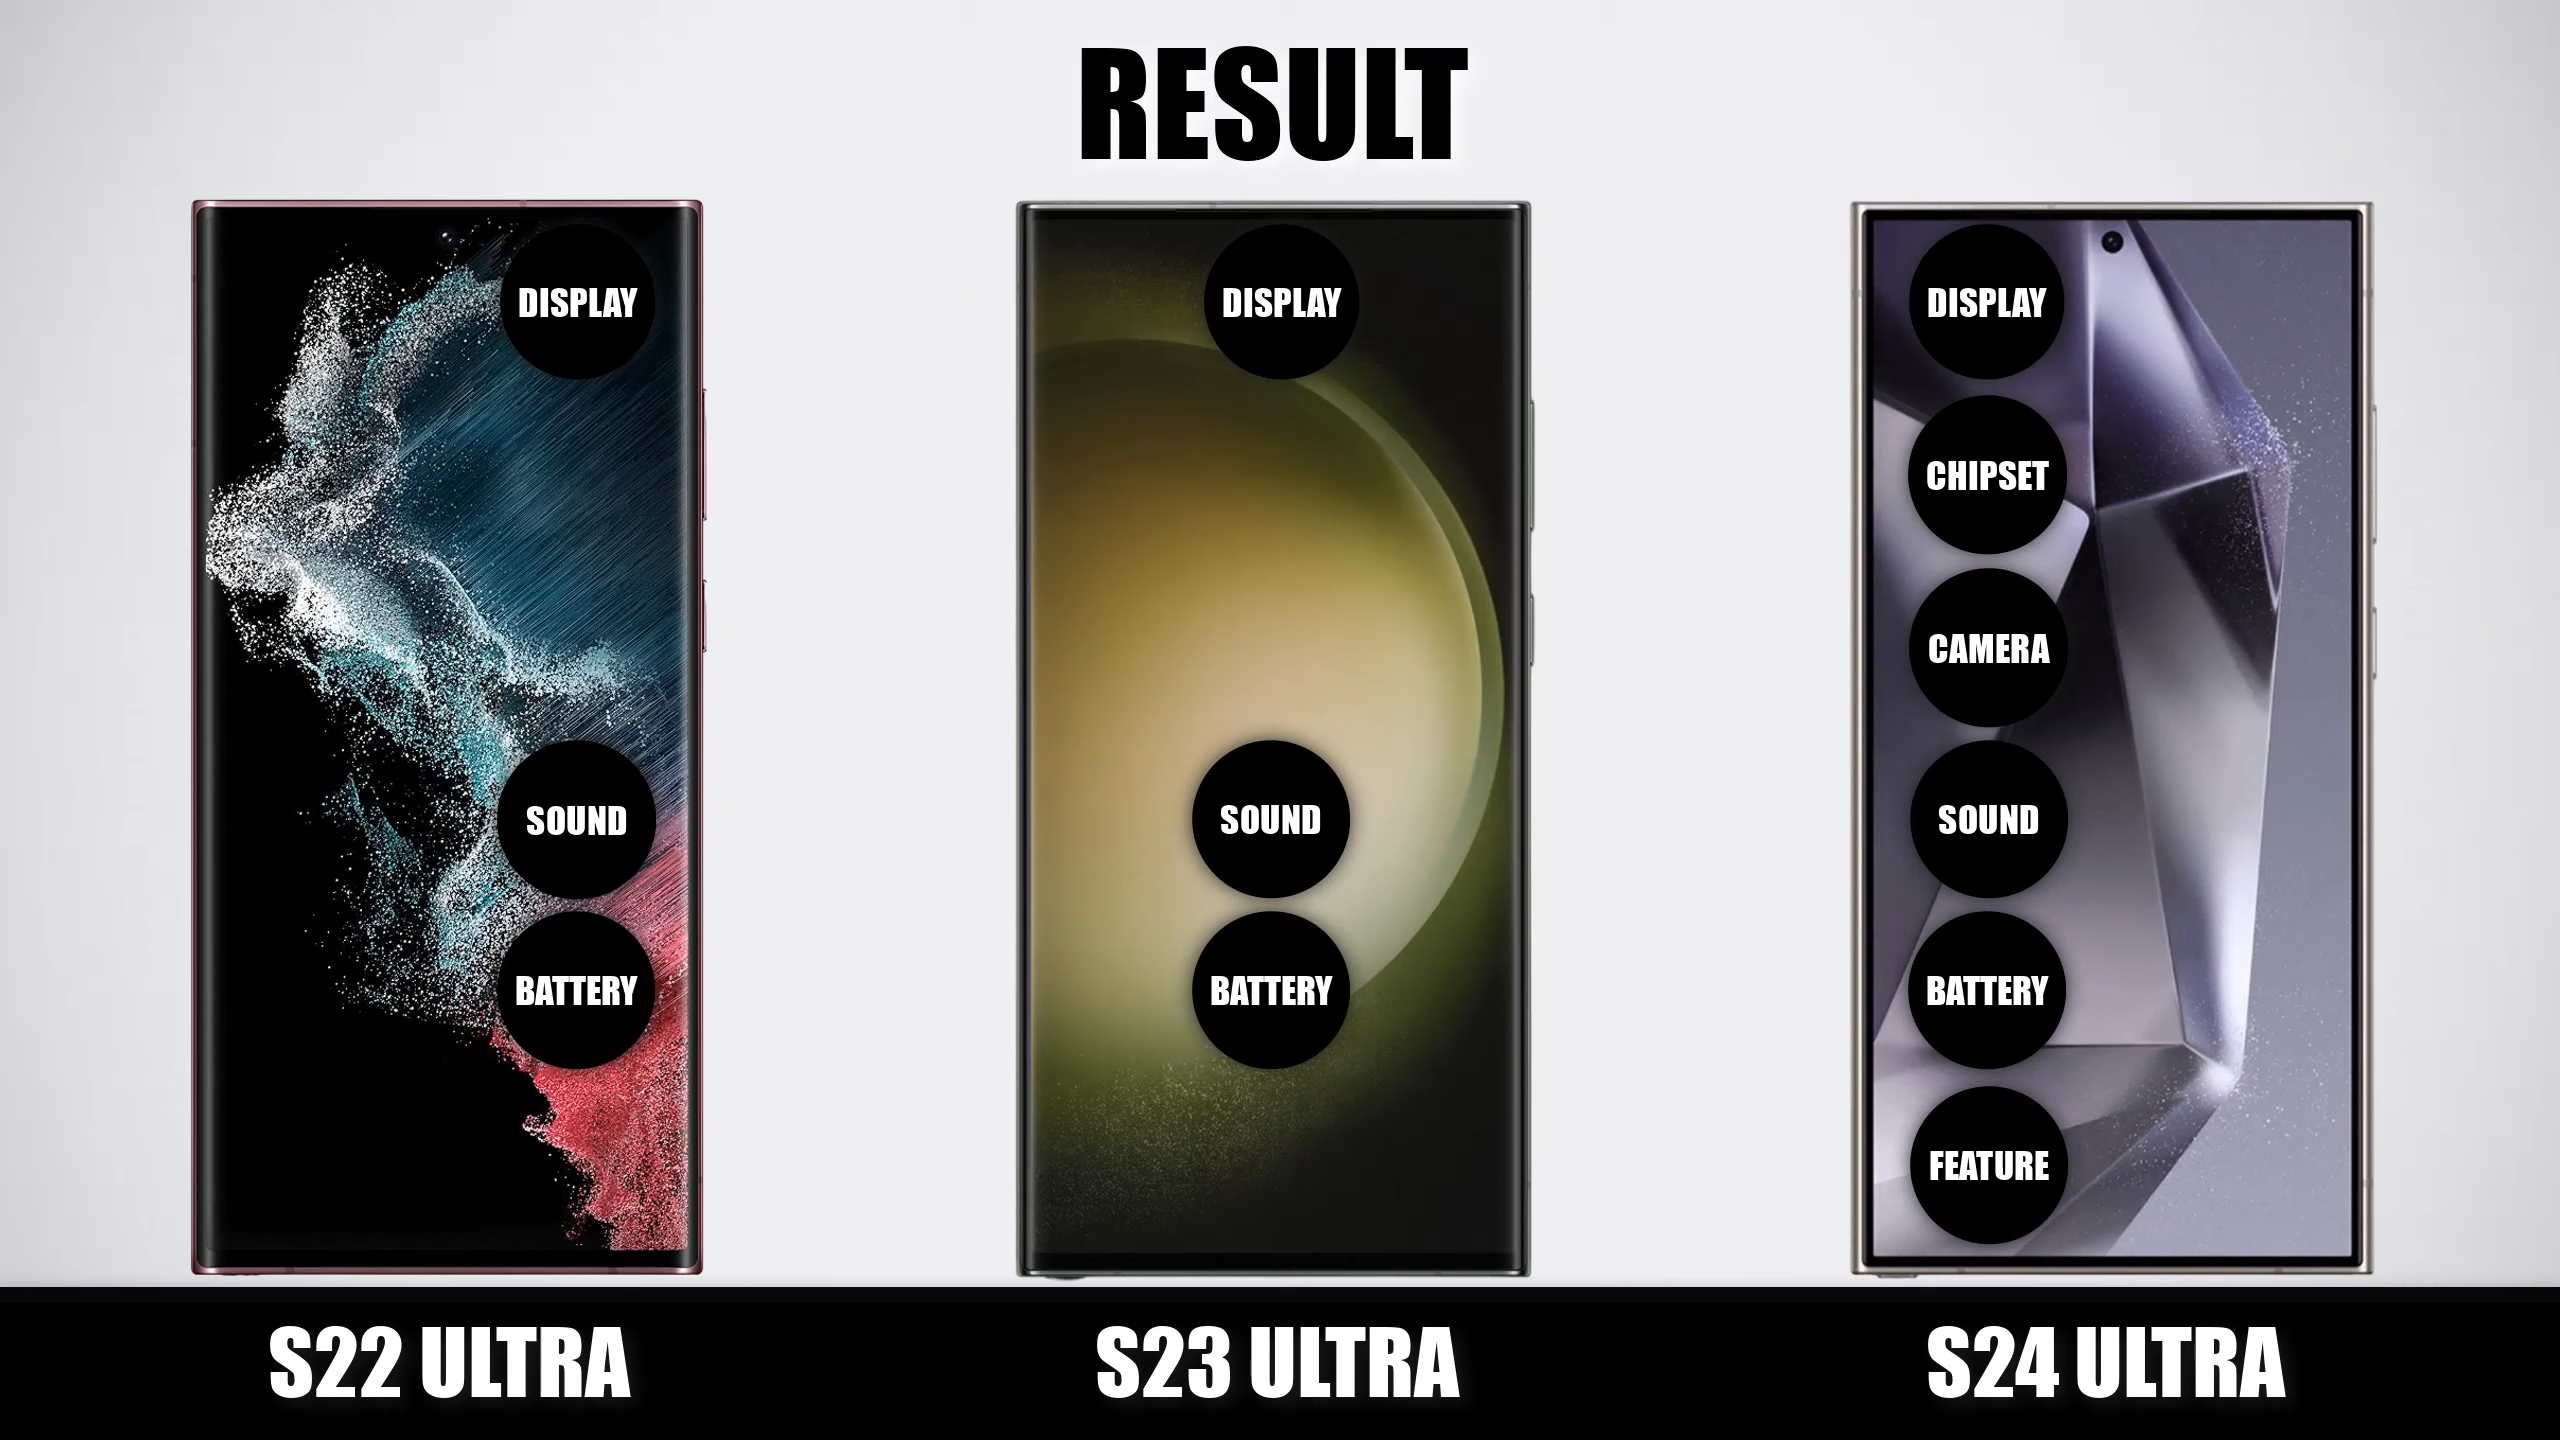 RESULT
DISPLAY
SOUND
BATTERY
DISPLAY
SOUND
BATTERY
DISPLAY
CHIPSET
CAMERA
SOUND
BATTERY
FEATURE
S22 ULTRA
S23 ULTRA
S24 ULTRA